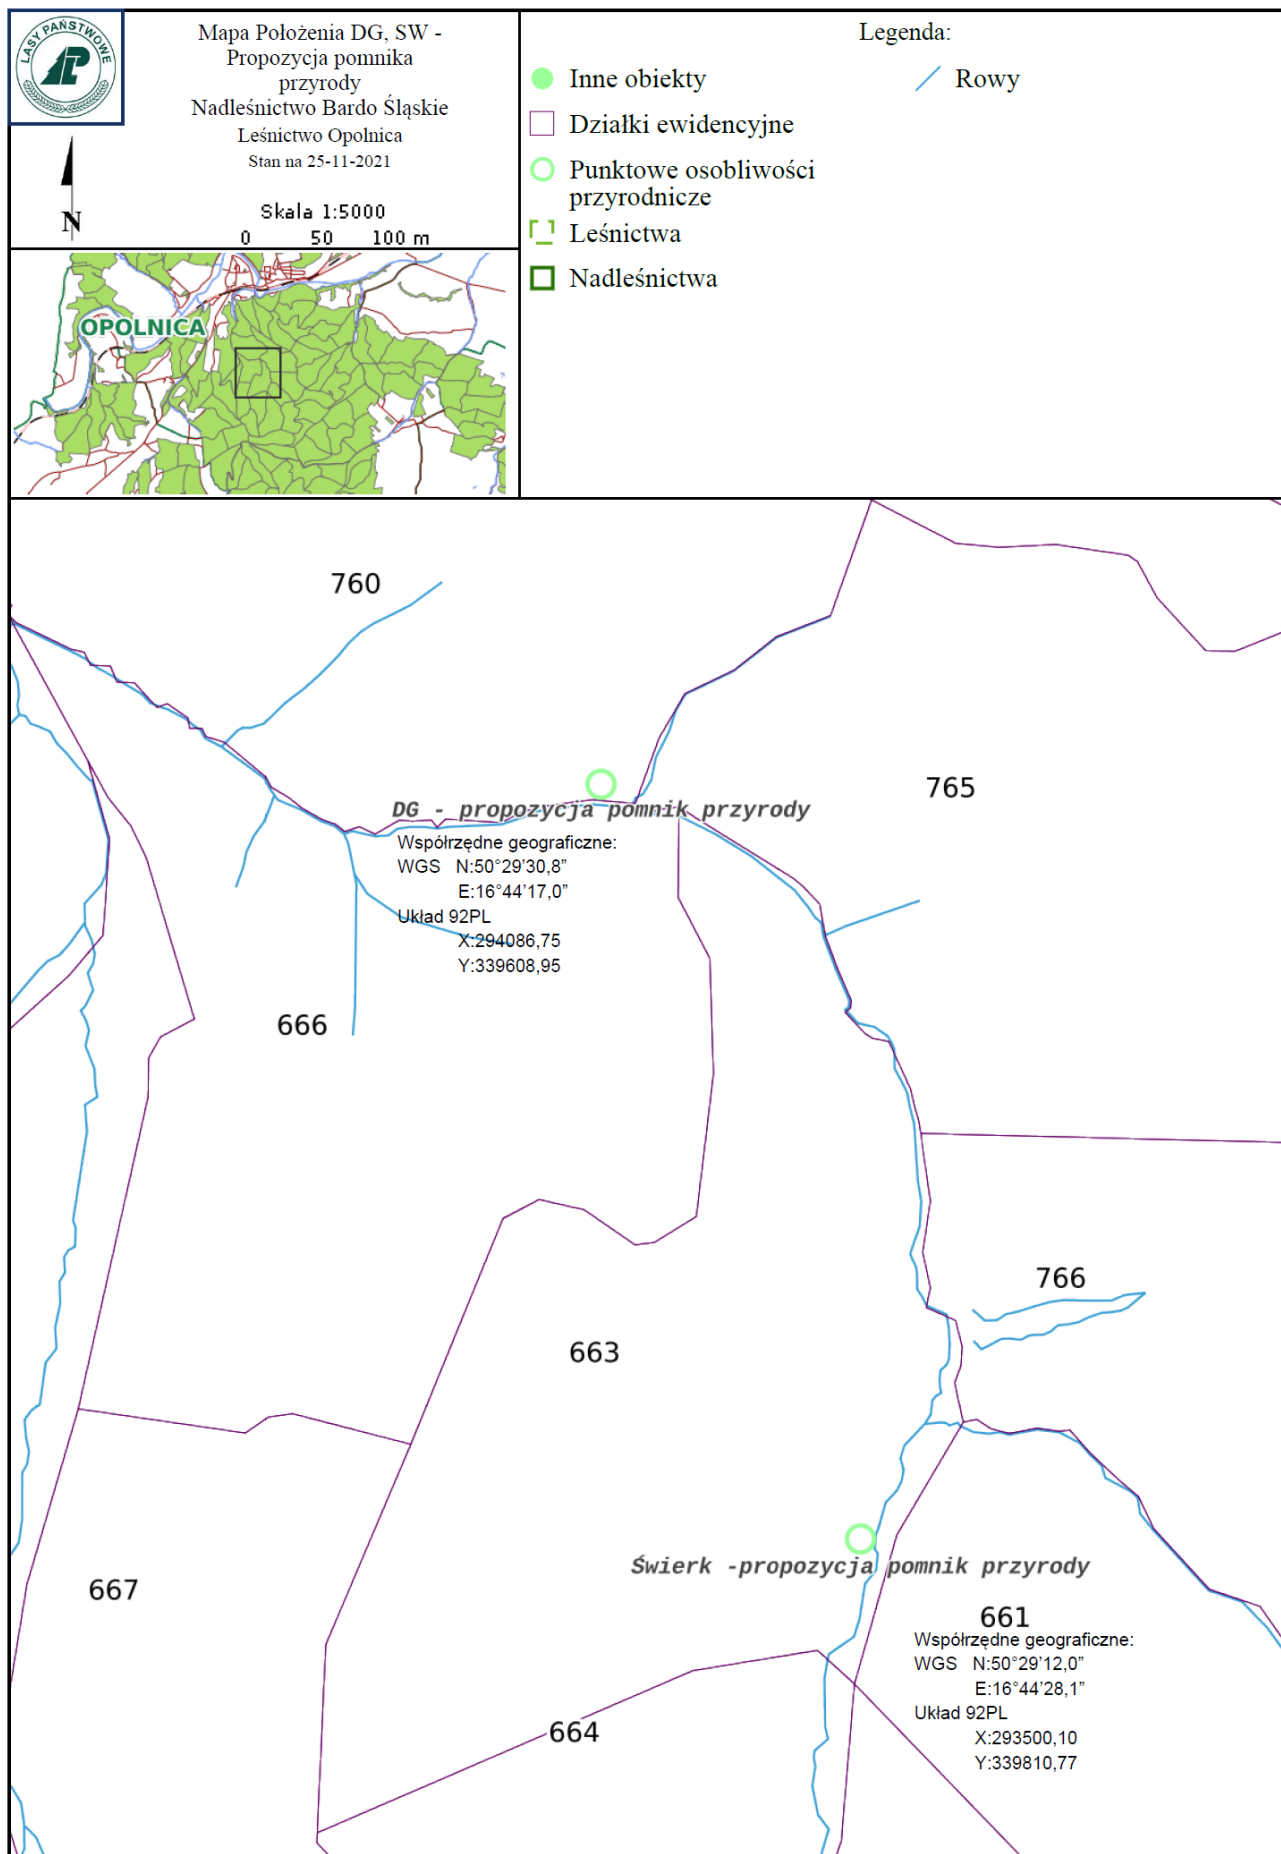 LASY PAŃSTWOWE
Mapa Położenia DG, SW -
Propozycja pomnika
przyrody
Nadleśnictwo Bardo Śląskie
Leśnictwo Opolnica
Stan na 25-11-2021
N
Skala 1:5000
0 50 100 m
OPOLNICA
Legenda:
Inne obiekty
Rowy
Działki ewidencyjne
Punktowe osobliwości
przyrodnicze
Leśnictwa
Nadleśnictwa
760
765
DG - propozycja pomnik przyrody
Współrzędne geograficzne:
WGS N:50°29'30,8”
E:16°44'17,0”
Układ 92PL
X:294086,75
Y:339608,95
666
766
663
667
Świerk -propozycja pomnik przyrody
661
Współrzędne geograficzne:
WGS N:50°29'12,0”
E:16°44'28,1”
Układ 92PL
X:293500,10
Y:339810,77
664